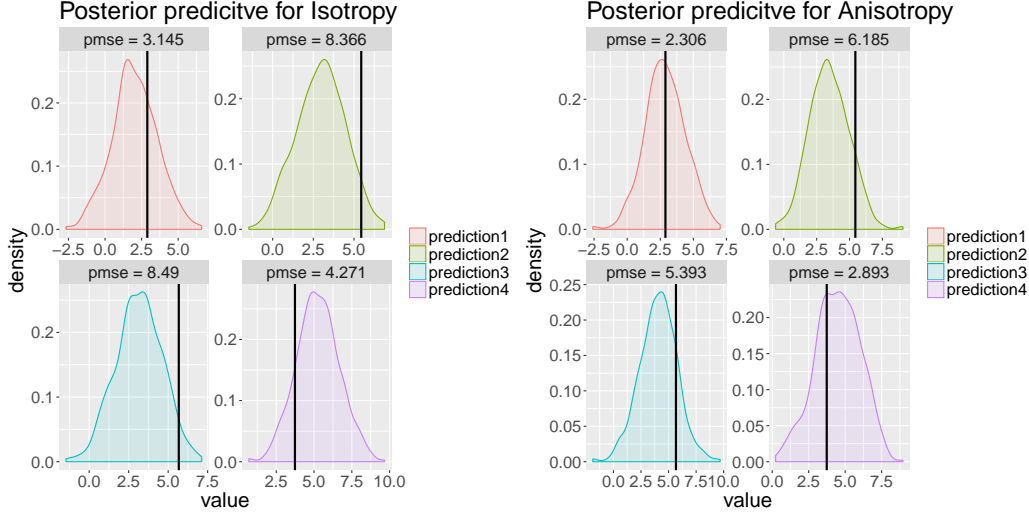 Posterior predicitve for Isotropy
pmse = 3.145
pmse = 8.366
0.2
0.1
0.0
−2.5 0.0 2.5 5.0
0.2
0.1
0.0
0.0 2.5 5.0
pmse = 8.49
pmse = 4.271
0.2
0.1
0.0
0.0 2.5 5.0 7.5
0.2
0.1
0.0
2.5 5.0 7.5 10.0
density
value
prediction1
prediction2
prediction3
prediction4
Posterior predicitve for Anisotropy
pmse = 2.306
pmse = 6.185
0.2
0.1
0.0
−2.5 0.0 2.5 5.0 7.5
0.2
0.1
0.0
0.0 2.5 5.0 7.5
pmse = 5.393
pmse = 2.893
0.25
0.20
0.15
0.10
0.05
0.00
0.0 2.5 5.0 7.5 10.0
0.20
0.15
0.10
0.05
0.00
0.0 2.5 5.0 7.5
density
value
prediction1
prediction2
prediction3
prediction4